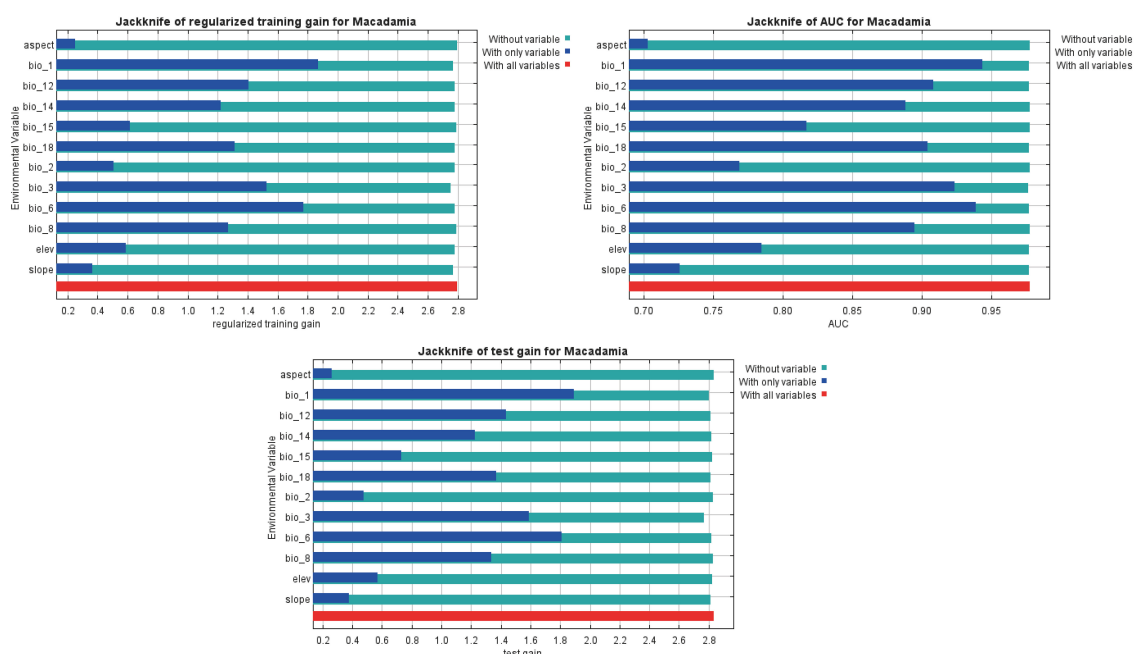 Jackknife of regularized training gain for Macadamia
Environmental Variable
aspect
bio_1
bio_12
bio_14
bio_15
bio_18
bio_2
bio_3
bio_6
bio_8
elev
slope
Without variable
With only variable
With all variables
0.2 0.4 0.6 0.8 1.0 1.2 1.4 1.6 1.8 2.0 2.2 2.4 2.6 2.8
regularized training gain
Jackknife of AUC for Macadamia
Environmental Variable
aspect
bio_1
bio_12
bio_14
bio_15
bio_18
bio_2
bio_3
bio_6
bio_8
elev
slope
Without variable
With only variable
With all variables
0.70 0.75 0.80 0.85 0.90 0.95
AUC
Jackknife of test gain for Macadamia
Environmental Variable
aspect
bio_1
bio_12
bio_14
bio_15
bio_18
bio_2
bio_3
bio_6
bio_8
elev
slope
Without variable
With only variable
With all variables
0.2 0.4 0.6 0.8 1.0 1.2 1.4 1.6 1.8 2.0 2.2 2.4 2.6 2.8
test gain